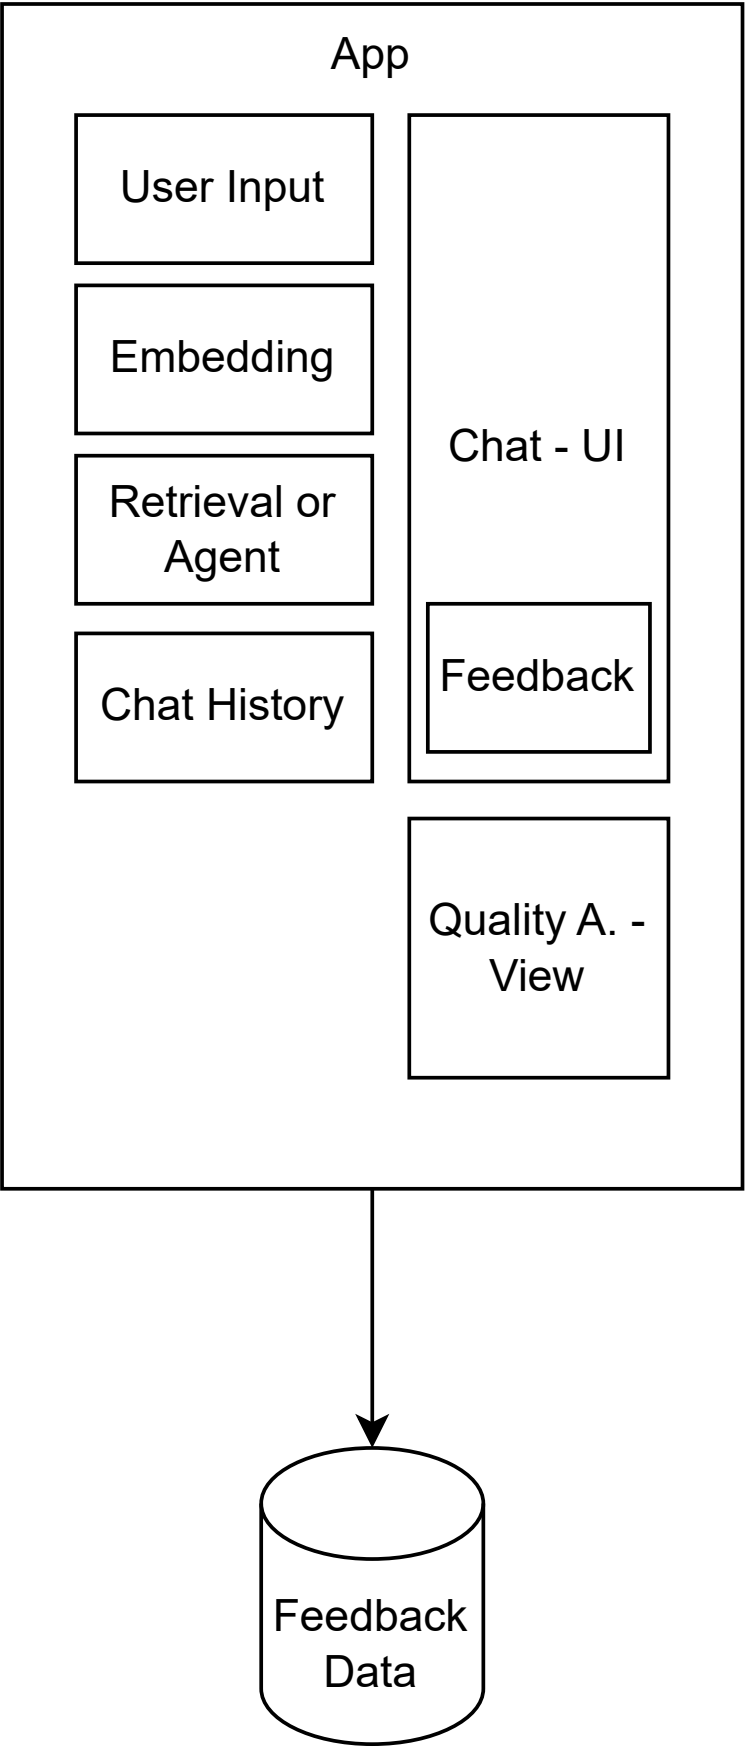 App
User Input
Embedding
Retrieval or
Agent
Chat History
Chat - UI
Feedback
Quality A. -
View
Feedback
Data